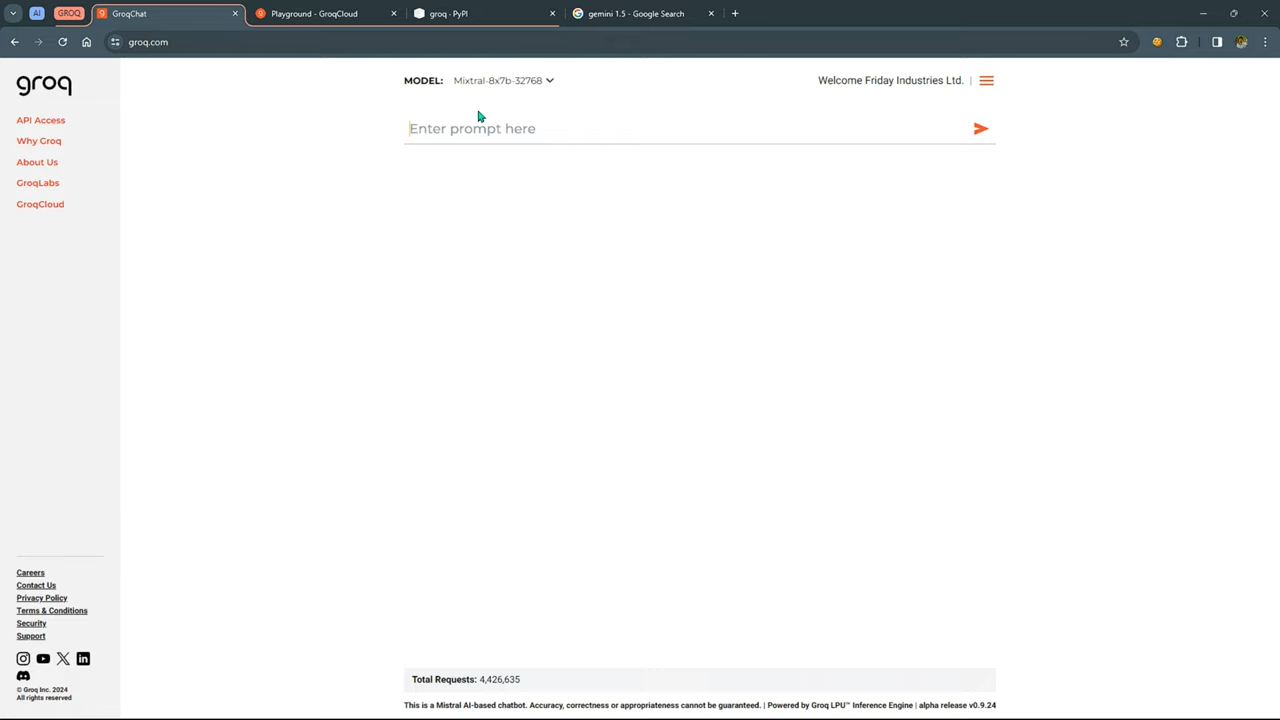 AI
GROQ
GroqChat
Playground - GroqCloud
groq · PyPI
gemini 1.5 - Google Search
groq.com
groq
API Access
Why Groq
About Us
GroqLabs
GroqCloud
MODEL: Mixtral-8x7b-32768
Welcome Friday Industries Ltd. |
Enter prompt here
Careers
Contact Us
Privacy Policy
Terms & Conditions
Security
Support
© Groq Inc. 2024
All rights reserved
Total Requests: 4,426,635
This is a Mistral AI-based chatbot. Accuracy, correctness or appropriateness cannot be guaranteed. | Powered by Groq LPU™ Inference Engine | alpha release v0.9.24